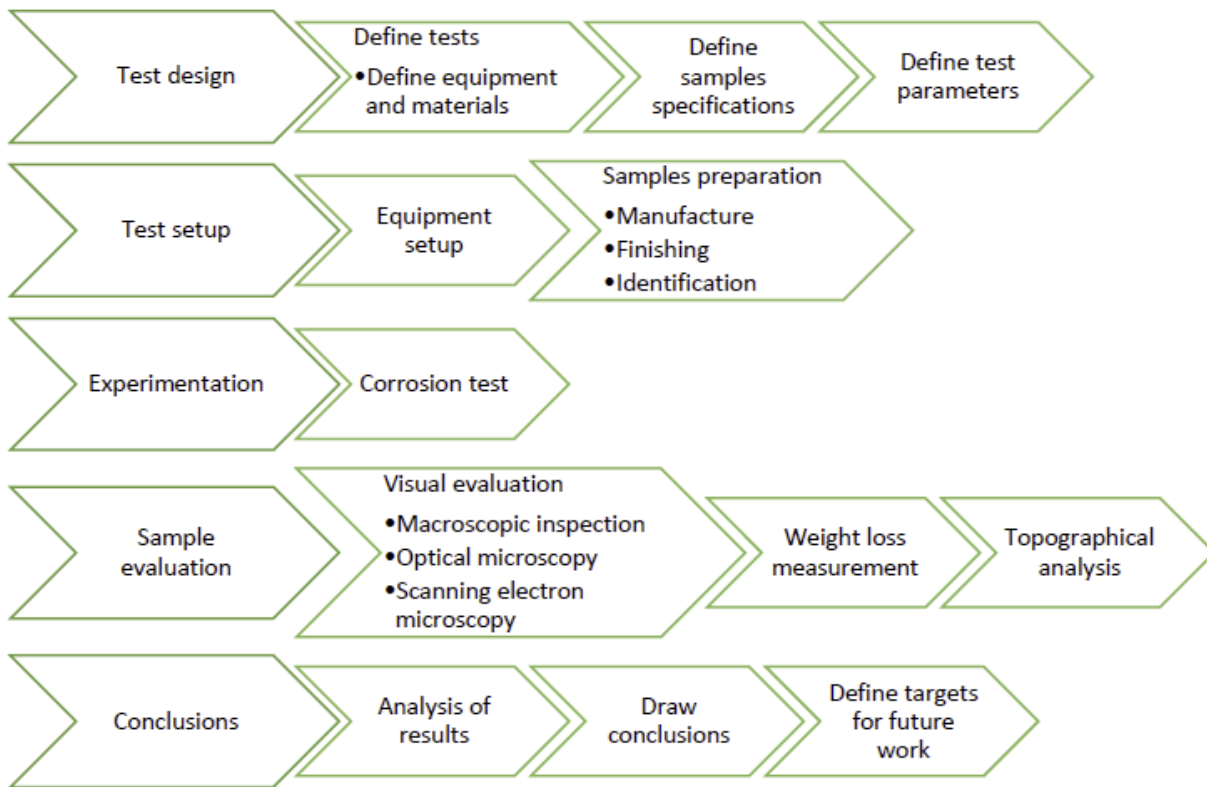 Test design
Define tests
•Define equipment
and materials
Define
samples
specifications
Define test
parameters
Test setup
Equipment
setup
Samples preparation
•Manufacture
•Finishing
•Identification
Experimentation
Corrosion test
Sample
evaluation
Visual evaluation
•Macroscopic inspection
•Optical microscopy
•Scanning electron
microscopy
Weight loss
measurement
Topographical
analysis
Conclusions
Analysis of
results
Draw
conclusions
Define targets
for future
work